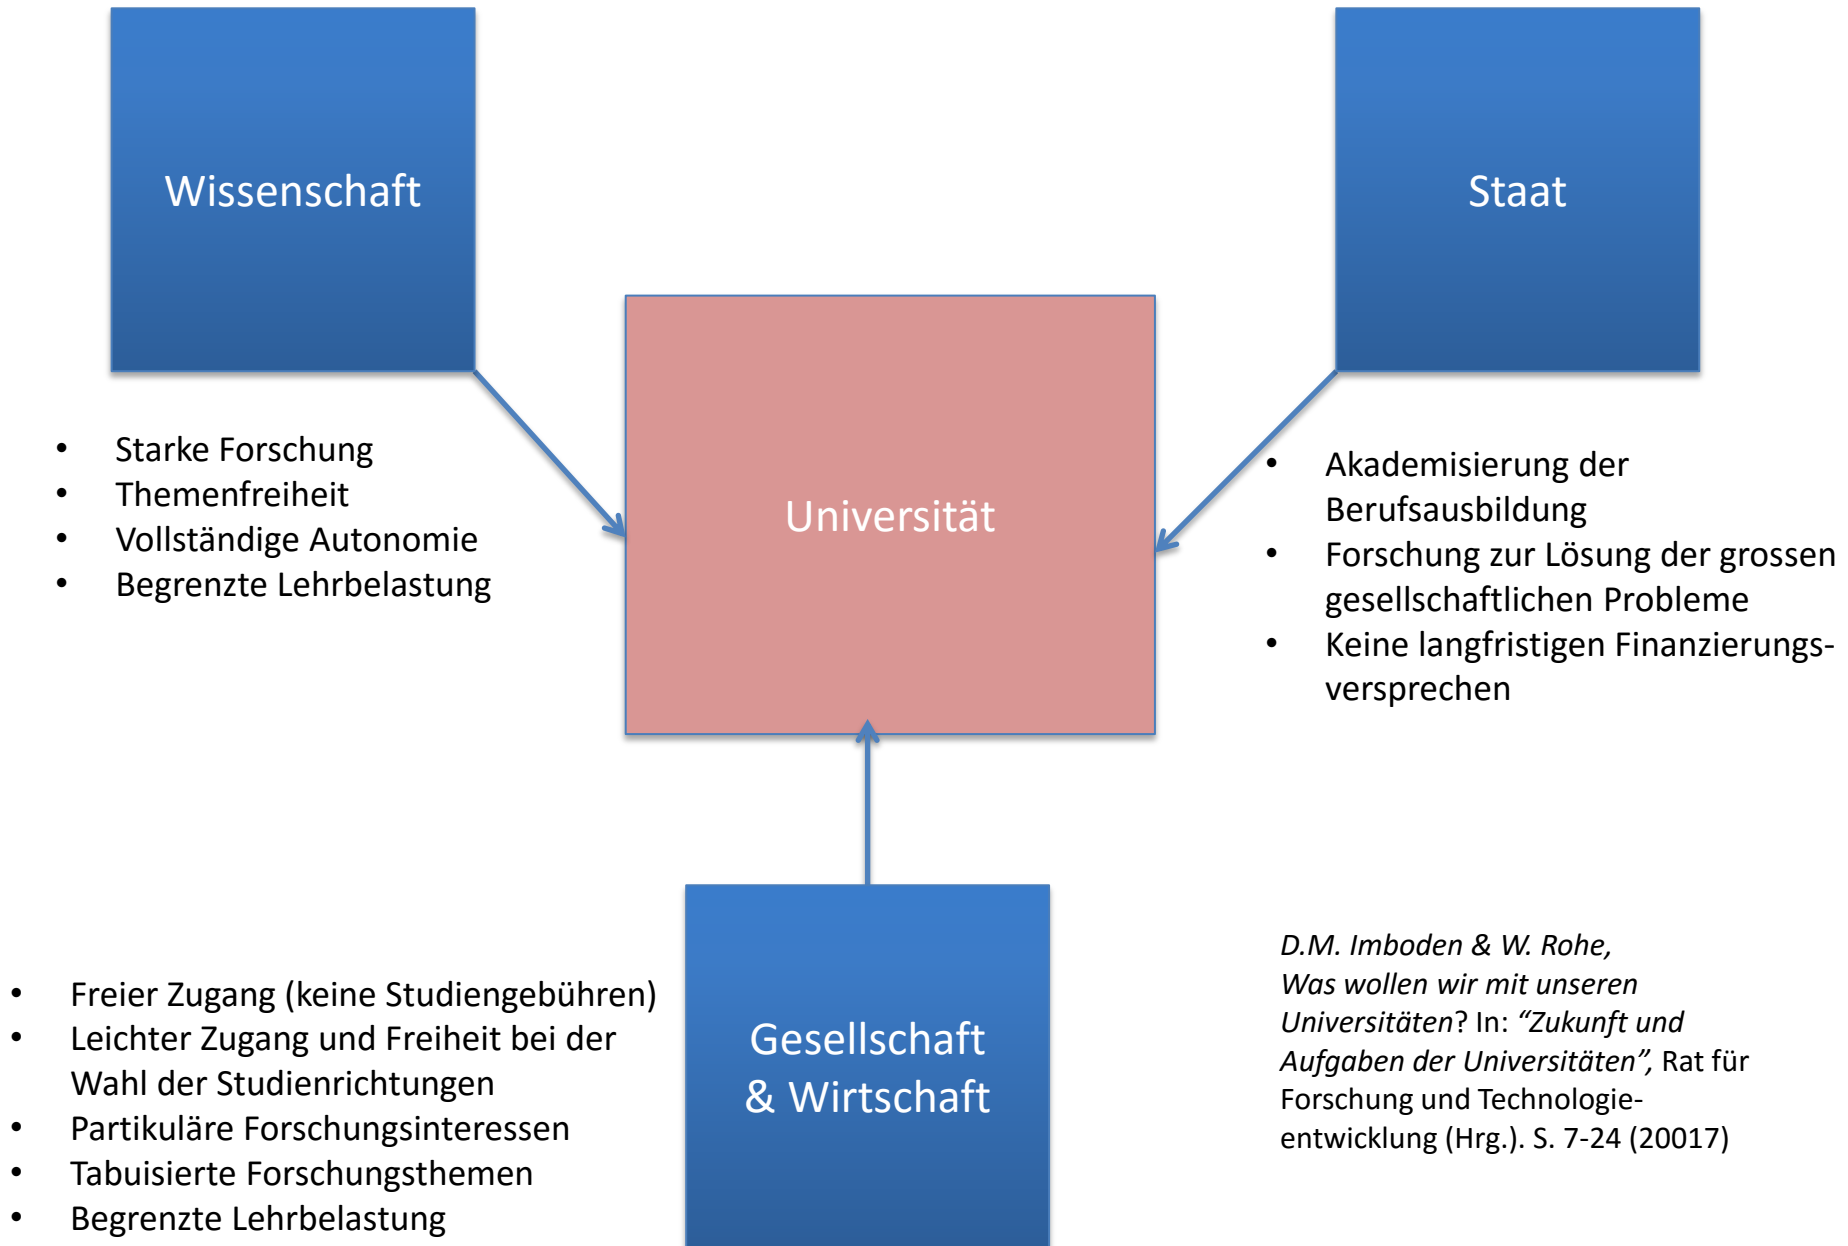 Wissenschaft
Staat
Universität
• Starke Forschung
• Themenfreiheit
• Vollständige Autonomie
• Begrenzte Lehrbelastung
• Akademisierung der
Berufsausbildung
• Forschung zur Lösung der grossen
gesellschaftlichen Probleme
• Keine langfristigen Finanzierungs-
versprechen
• Freier Zugang (keine Studiengebühren)
• Leichter Zugang und Freiheit bei der
Wahl der Studienrichtungen
• Partikuläre Forschungsinteressen
• Tabuisierte Forschungsthemen
• Begrenzte Lehrbelastung
Gesellschaft
& Wirtschaft
D.M. Imboden & W. Rohe,
Was wollen wir mit unseren
Universitäten? In: “Zukunft und
Aufgaben der Universitäten”, Rat für
Forschung und Technologie-
entwicklung (Hrg.). S. 7-24 (20017)